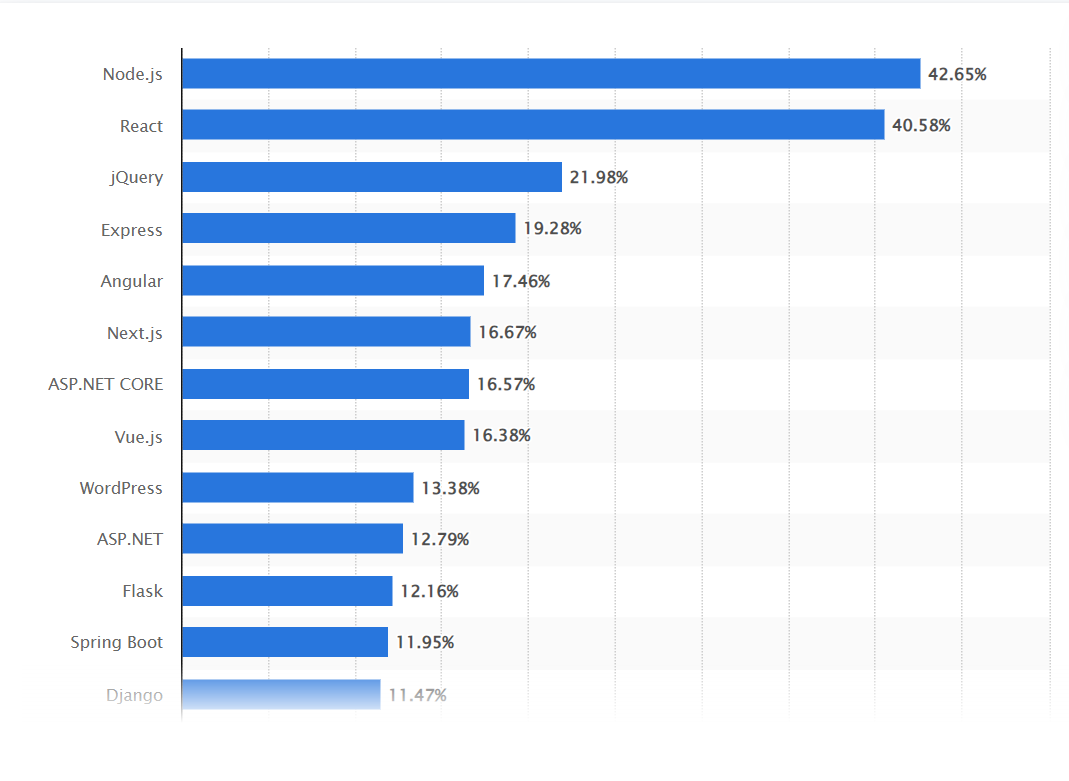 Node.js 42.65%
React 40.58%
jQuery 21.98%
Express 19.28%
Angular 17.46%
Next.js 16.67%
ASP.NET CORE 16.57%
Vue.js 16.38%
WordPress 13.38%
ASP.NET 12.79%
Flask 12.16%
Spring Boot 11.95%
Django 11.47%